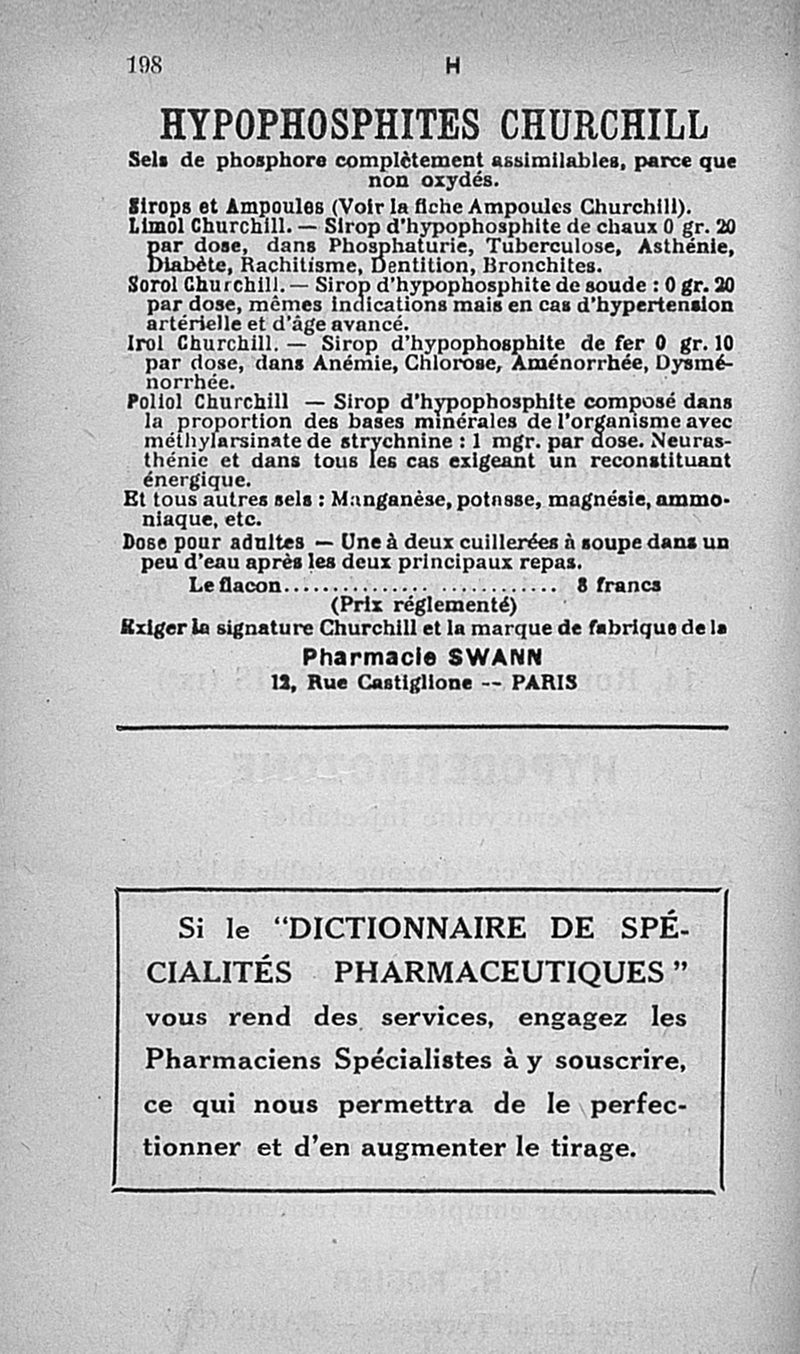 198
H
HYPOPHOSPHITES CHURCHILL
Sels de phosphore complètement assimilables, parce que
non oxydés.
Sirops et Ampoules (Voir la fiche Ampoules Churchill).
Limol Churchill. — Sirop d'hypophosphite de chaux 0 gr. 20
par dose, dans Phosphaturie, Tuberculose, Asthénie,
Diabète, Rachitisme, Dentition, Bronchites.
Sorol Churchill. — Sirop d'hypophosphite de soude : 0 gr. 20
par dose, mêmes indications mais en cas d'hypertension
artérielle et d'âge avancé.
Irol Churchill. — Sirop d'hypophosphite de fer 0 gr. 10
par dose, dans Anémie, Chlorose, Aménorrhée, Dysmé-
norrhée.
Poliol Churchill — Sirop d'hypophosphite composé dans
la proportion des bases minérales de l'organisme avec
méthylarsinate de strychnine : 1 mgr. par dose. Neuras-
thénie et dans tous les cas exigeant un reconstituant
énergique.
Et tous autres sels : Manganèse, potasse, magnésie, ammo-
niaque, etc.
Dose pour adultes — Une à deux cuillerées à soupe dans un
peu d'eau après les deux principaux repas.
Le flacon............................ 8 francs
(Prix réglementé)
Exiger la signature Churchill et la marque de fabrique de la
Pharmacie SWANN
12, Rue Castiglione -- PARIS
Si le "DICTIONNAIRE DE SPÉ-
CIALITÉS PHARMACEUTIQUES"
vous rend des services, engagez les
Pharmaciens Spécialistes à y souscrire,
ce qui nous permettra de le perfec-
tionner et d'en augmenter le tirage.